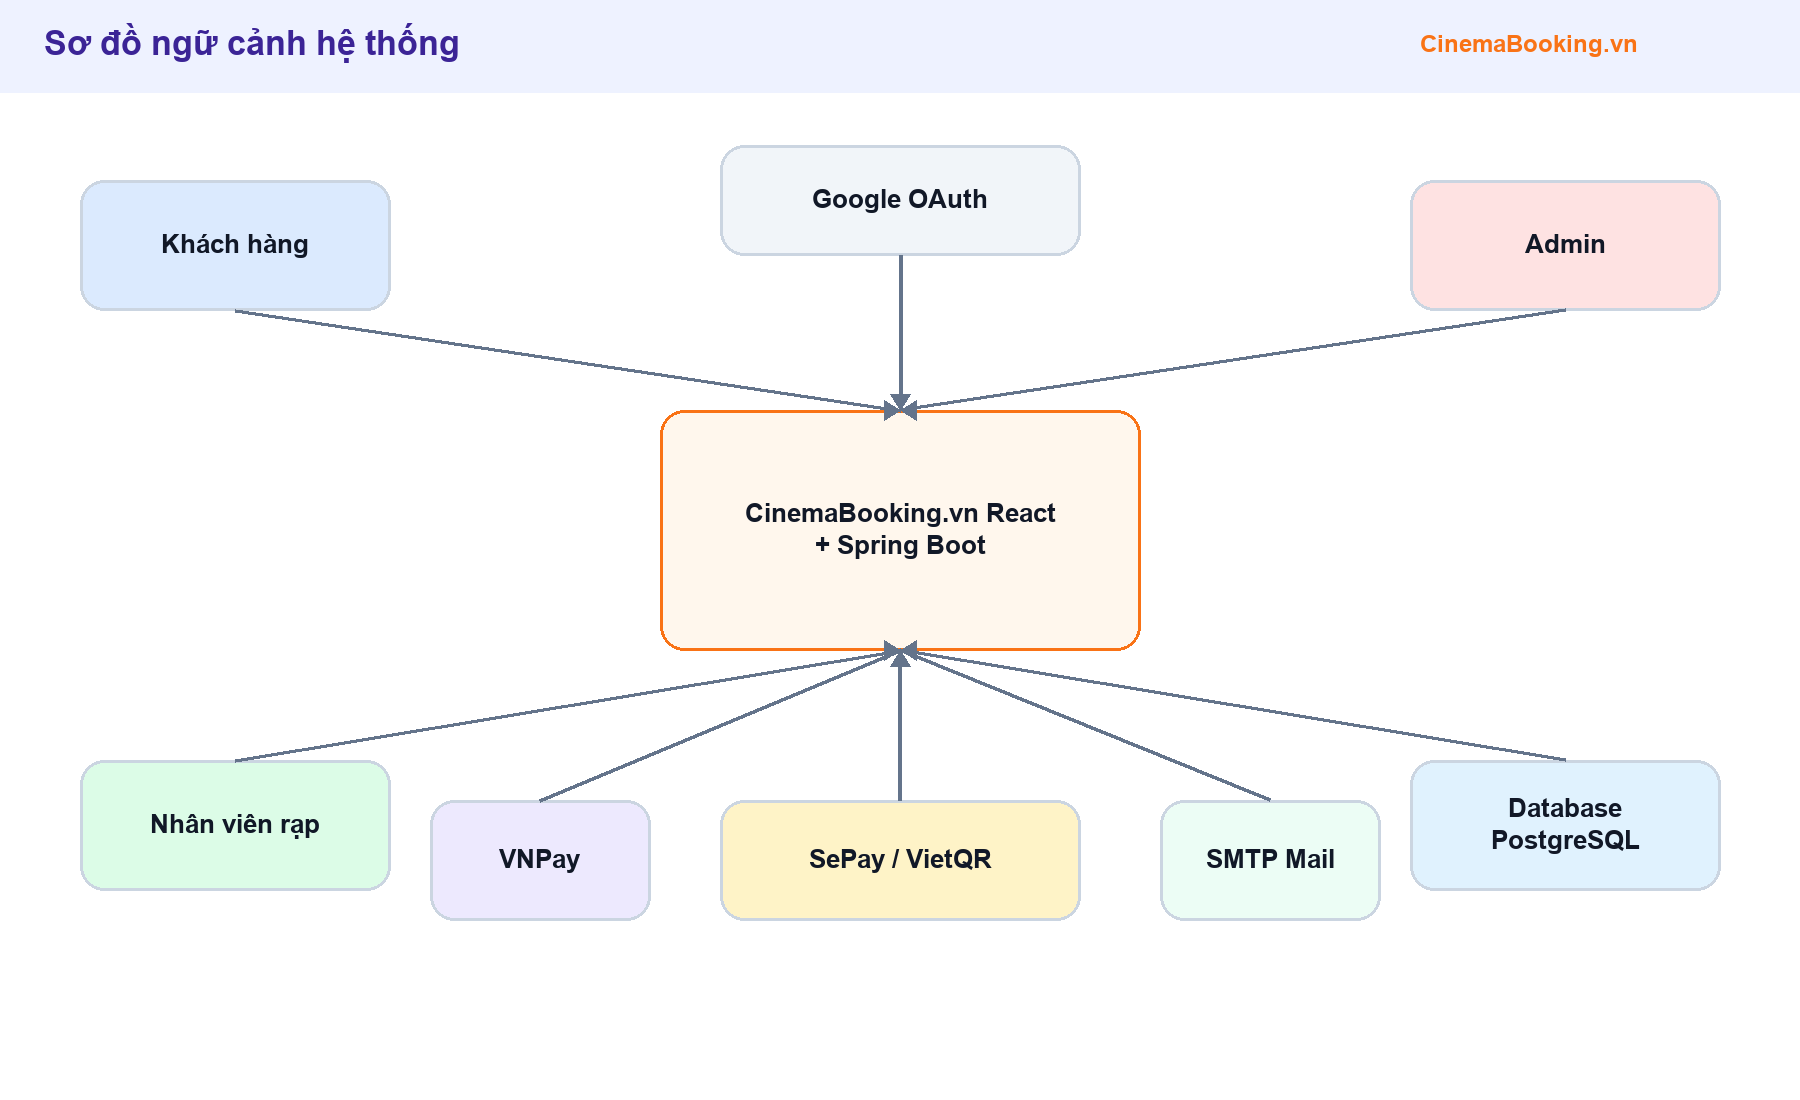 Sơ đồ ngữ cảnh hệ thống
CinemaBooking.vn
Google OAuth
Khách hàng
Admin
CinemaBooking.vn React
+ Spring Boot
Nhân viên rạp
VNPay
SePay / VietQR
SMTP Mail
Database
PostgreSQL